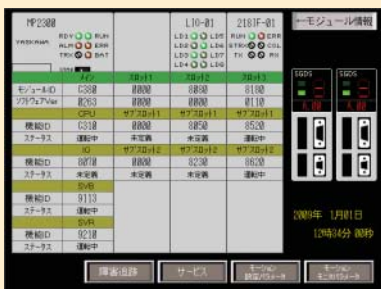 MP2300 LIO-01 218IF-01 ←モジュール情報
YASKAWA RDY RUN LD1 LD5 RUN ERR
ALM ERR LD2 LD6 STRX COL
TRX BAT LD3 LD7 TX RX
LD4 LD8
SGDS SGDS
メイン スロット1 スロット2 スロット3
モジュールID C380 0000 8080 8180
ソフトウェアVer 0263 0000 0000 0110
CPU サブスロット1 サブスロット1 サブスロット1
機能ID C310 0000 8050 8520
ステータス 運転中 未定義 運転中 運転中
IO サブスロット2 サブスロット2 サブスロット2
機能ID 8070 0000 8230 8620
ステータス 未定義 未定義 未定義 運転中
SVB
機能ID 9113
ステータス 運転中
SVR
機能ID 9210
ステータス 運転中
2009年 1月01日
12時34分 00秒
障害追跡 サービス モーション設定パラメータ モーションモニタパラメータ